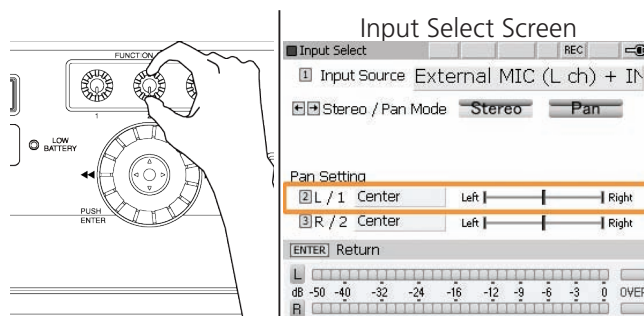 FUNCTION
1
LOW
BATTERY
PUSH
ENTER
Input Select Screen
Input Select
REC
1 Input Source External MIC (L ch) + IN
Stereo / Pan Mode Stereo Pan
Pan Setting
2 L / 1 Center Left Right
3 R / 2 Center Left Right
ENTER Return
L
dB -50 -40 -32 -24 -16 -12 -9 -6 -3 0 OVER
R